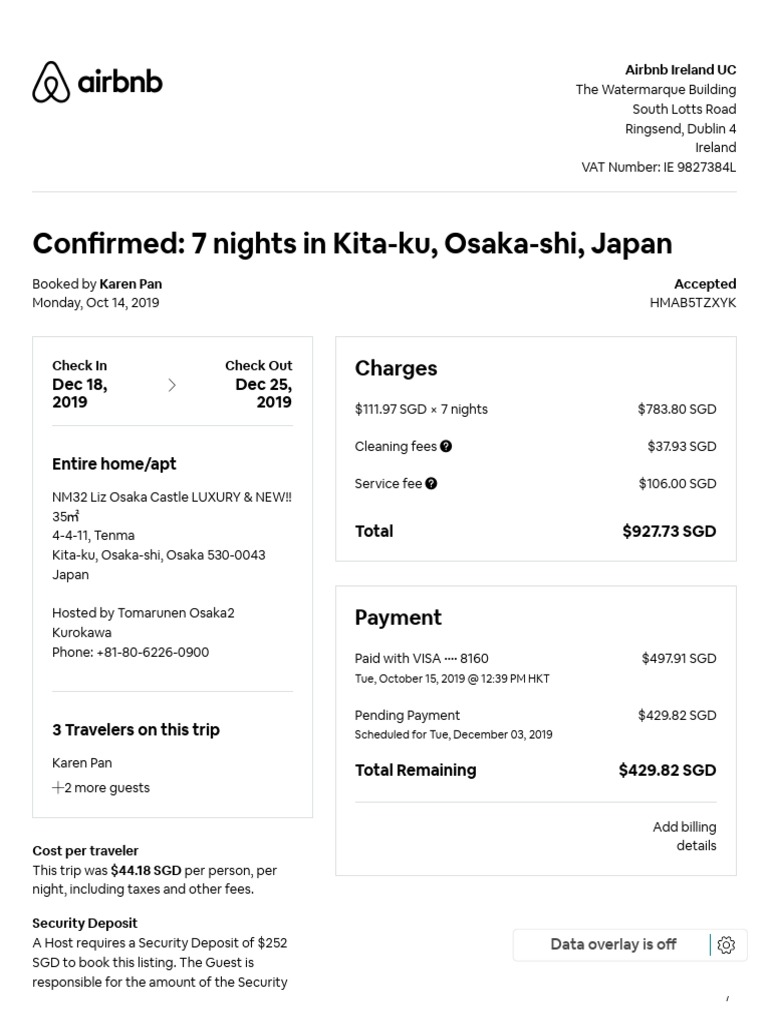 airbnb
Airbnb Ireland UC
The Watermarque Building
South Lotts Road
Ringsend, Dublin 4
Ireland
VAT Number: IE 9827384L
Confirmed: 7 nights in Kita-ku, Osaka-shi, Japan
Booked by Karen Pan
Monday, Oct 14, 2019
Accepted
HMAB5TZXYK
Check In
Dec 18,
2019
Check Out
Dec 25,
2019
Entire home/apt
NM32 Liz Osaka Castle LUXURY & NEW!!
35㎡
4-4-11, Tenma
Kita-ku, Osaka-shi, Osaka 530-0043
Japan
Hosted by Tomarunen Osaka2
Kurokawa
Phone: +81-80-6226-0900
3 Travelers on this trip
Karen Pan
+2 more guests
Cost per traveler
This trip was $44.18 SGD per person, per
night, including taxes and other fees.
Security Deposit
A Host requires a Security Deposit of $252
SGD to book this listing. The Guest is
responsible for the amount of the Security
Charges
$111.97 SGD × 7 nights $783.80 SGD
Cleaning fees ? $37.93 SGD
Service fee ? $106.00 SGD
Total $927.73 SGD
Payment
Paid with VISA •••• 8160 $497.91 SGD
Tue, October 15, 2019 @ 12:39 PM HKT
Pending Payment $429.82 SGD
Scheduled for Tue, December 03, 2019
Total Remaining $429.82 SGD
Add billing
details
Data overlay is off
/